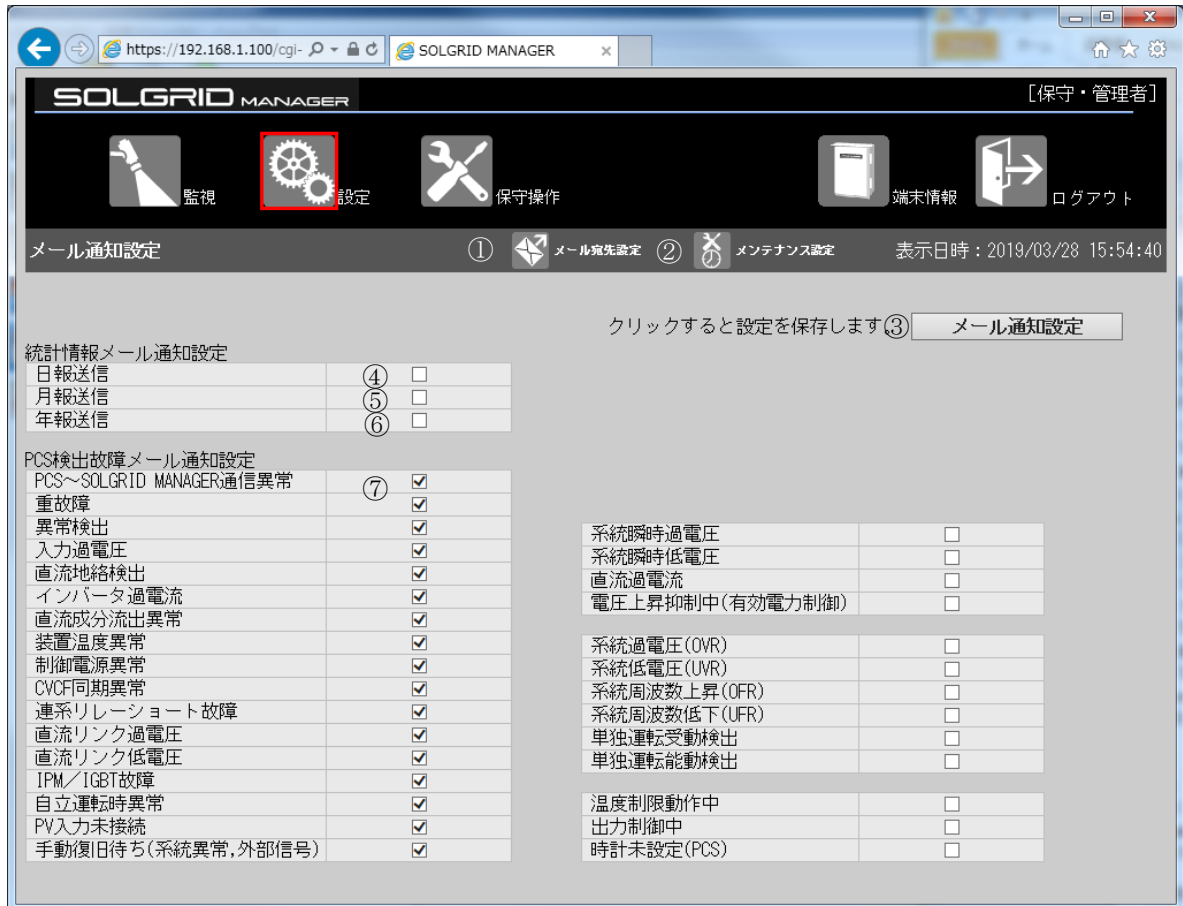 https://192.168.1.100/cgi-
SOLGRID MANAGER
SOLGRID MANAGER
[保守・管理者]
監視
設定
保守操作
端末情報
ログアウト
メール通知設定
① メール宛先設定
② メンテナンス設定
表示日時：2019/03/28 15:54:40
クリックすると設定を保存します。③ メール通知設定
統計情報メール通知設定
日報送信 ④
月報送信 ⑤
年報送信 ⑥
PCS検出故障メール通知設定
PCS～SOLGRID MANAGER通信異常 ⑦
重故障
異常検出
入力過電圧
直流地絡検出
インバータ過電流
直流成分流出異常
装置温度異常
制御電源異常
CVCF同期異常
連系リレーショート故障
直流リンク過電圧
直流リンク低電圧
IPM／IGBT故障
自立運転時異常
PV入力未接続
手動復旧待ち(系統異常,外部信号)
系統瞬時過電圧
系統瞬時低電圧
直流過電流
電圧上昇抑制中(有効電力制御)
系統過電圧(OVR)
系統低電圧(UVR)
系統周波数上昇(OFR)
系統周波数低下(UFR)
単独運転受動検出
単独運転能動検出
温度制限動作中
出力制御中
時計未設定(PCS)